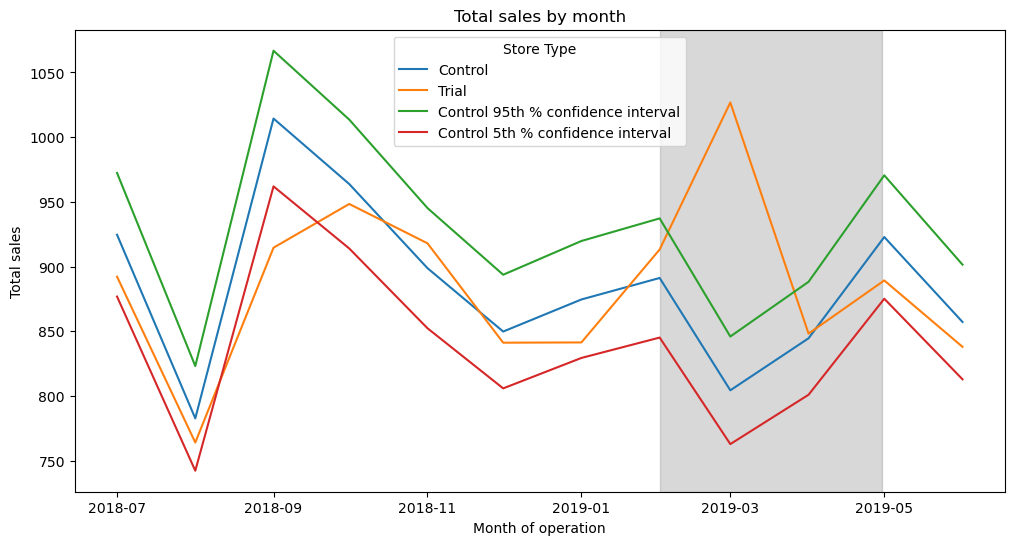 Total sales by month
Store Type
Control
Trial
Control 95th % confidence interval
Control 5th % confidence interval
Total sales
1050
1000
950
900
850
800
750
2018-07
2018-09
2018-11
2019-01
2019-03
2019-05
Month of operation